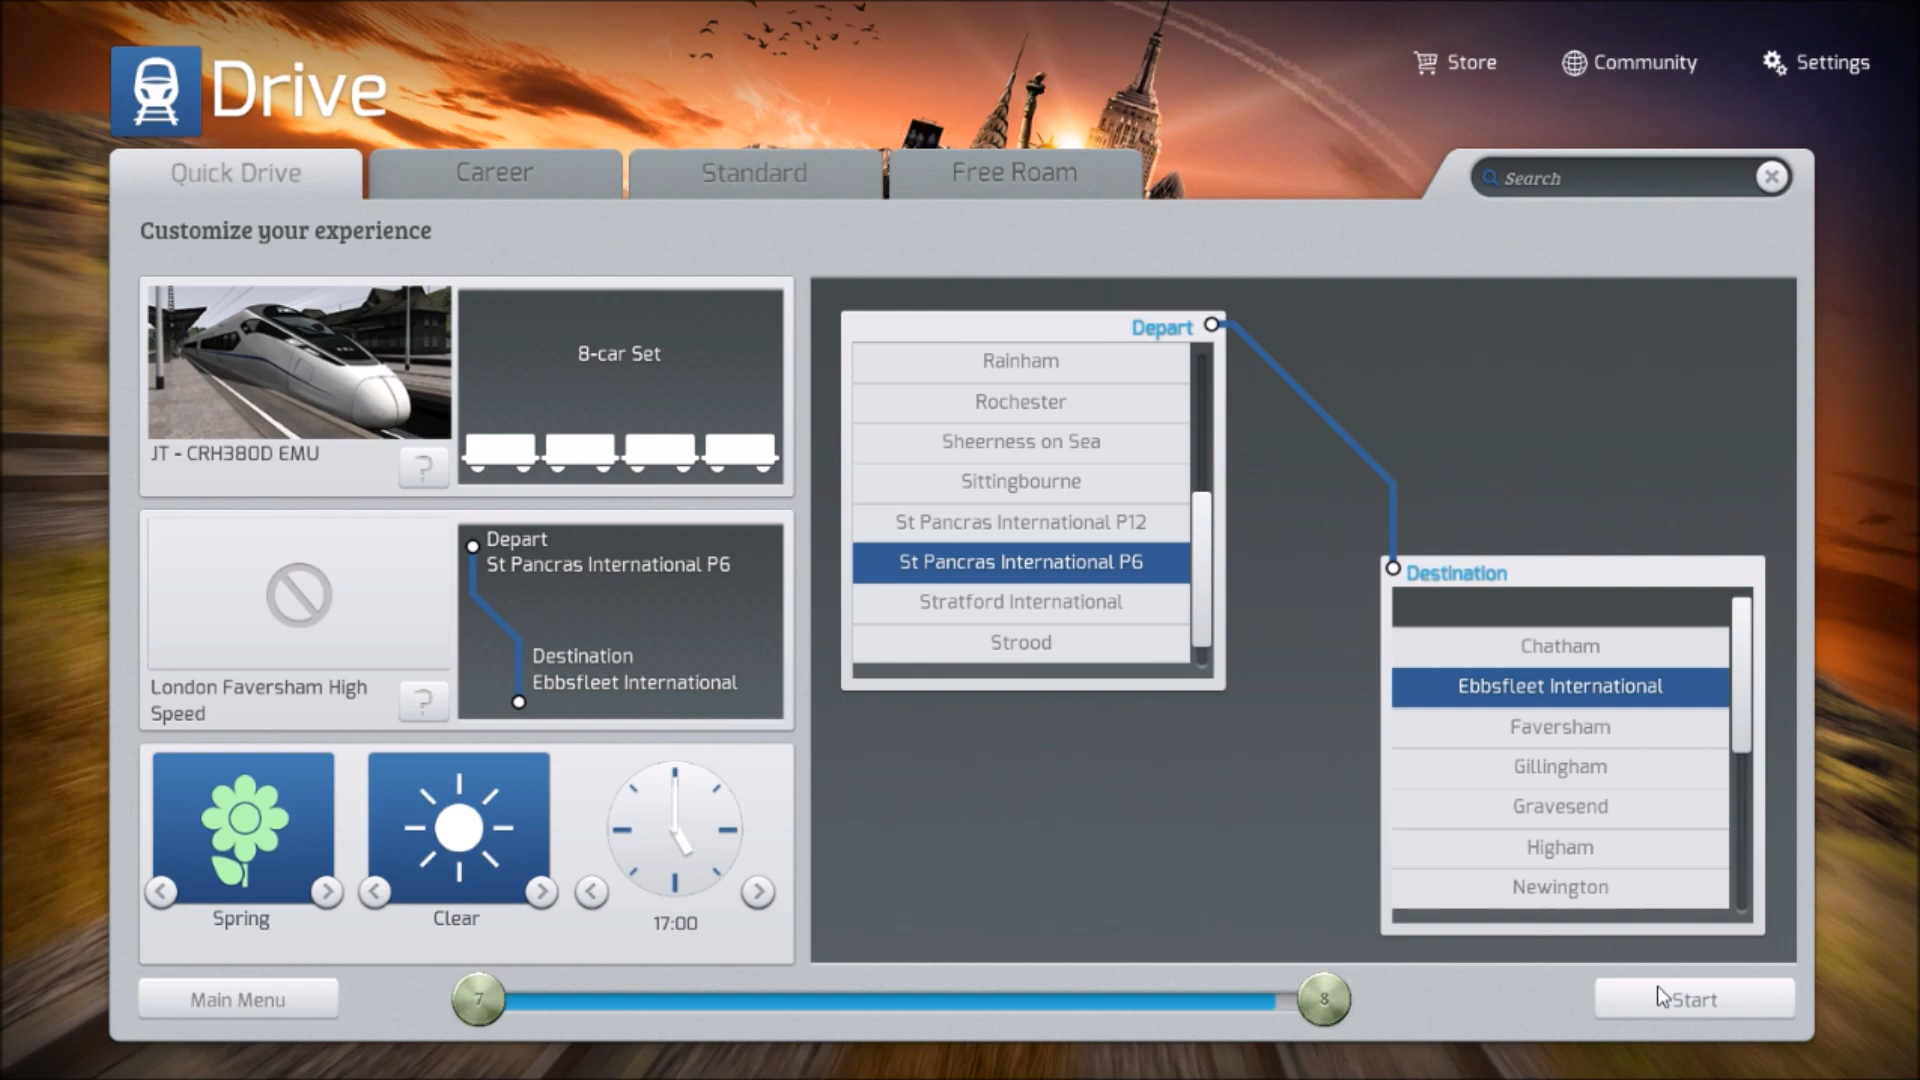 Drive
Store
Community
Settings
Quick Drive
Career
Standard
Free Roam
Search
Customize your experience
JT - CRH380D EMU
?
8-car Set
London Faversham High
Speed
?
Depart
St Pancras International P6
Destination
Ebbsfleet International
Spring
Clear
17:00
Depart
Rainham
Rochester
Sheerness on Sea
Sittingbourne
St Pancras International P12
St Pancras International P6
Stratford International
Strood
Destination
Chatham
Ebbsfleet International
Faversham
Gillingham
Gravesend
Higham
Newington
Main Menu
7
8
Start